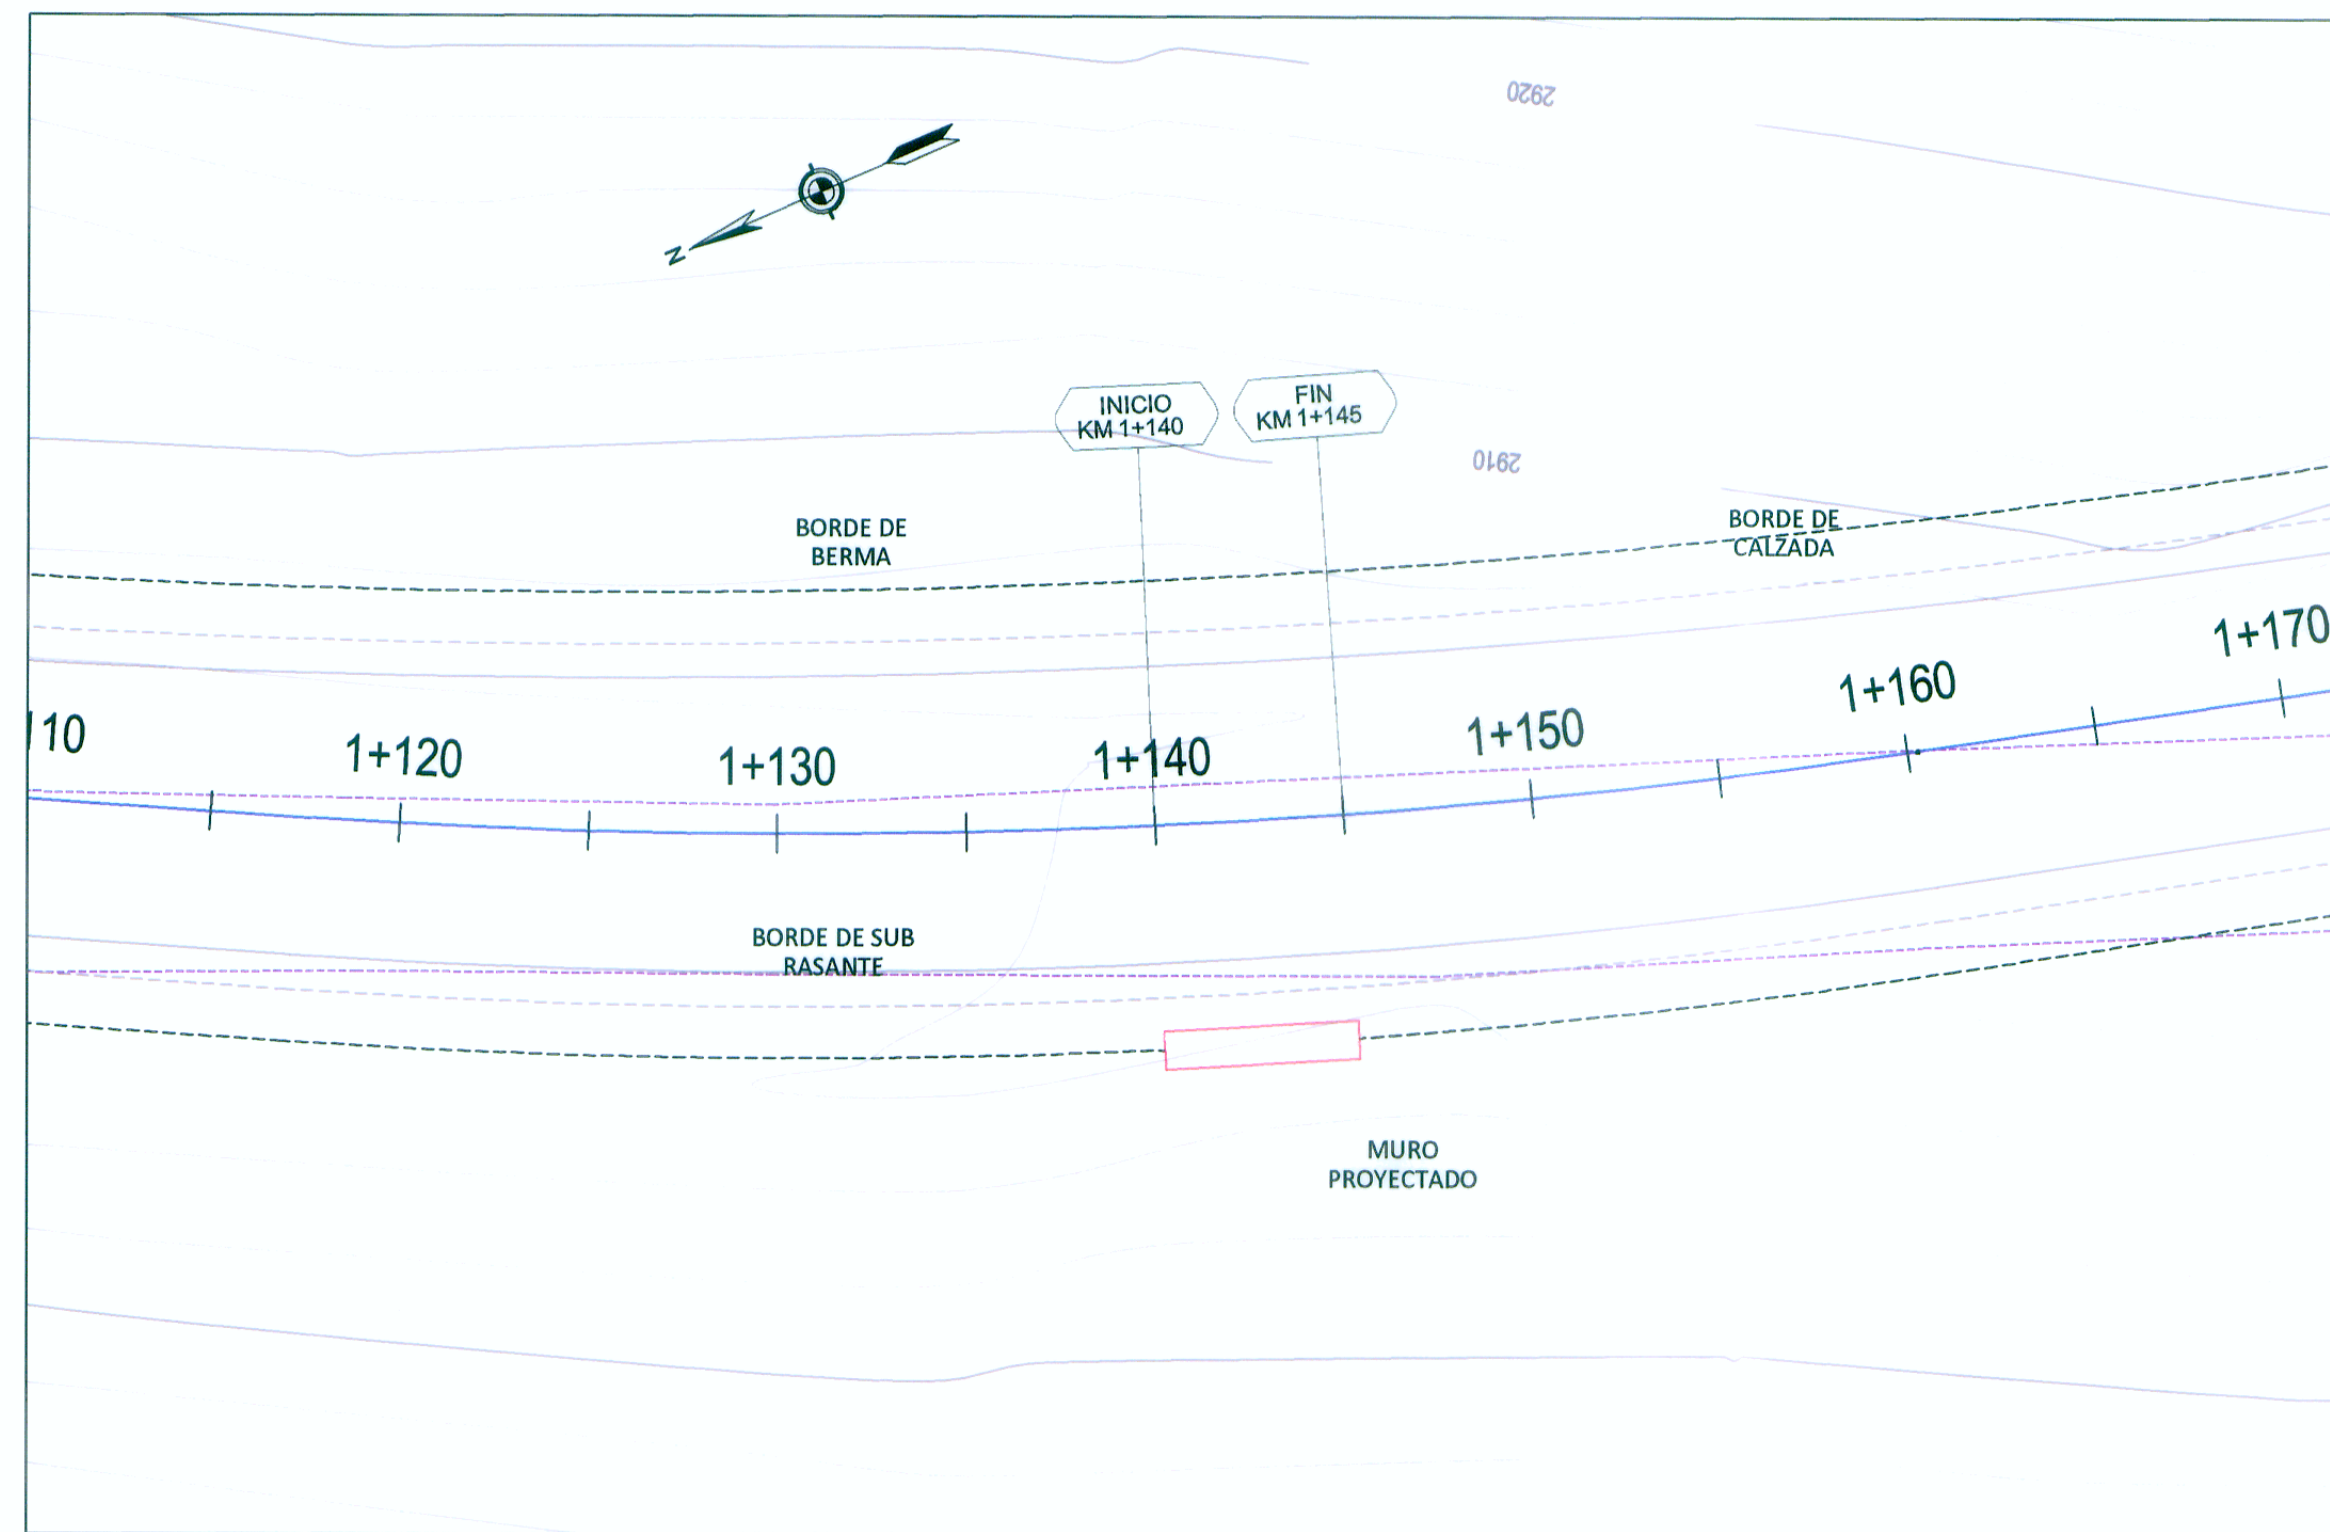 2920
N
INICIO
KM 1+140
FIN
KM 1+145
2910
BORDE DE
BERMA
BORDE DE
CALZADA
10
1+120
1+130
1+140
1+150
1+160
1+170
BORDE DE SUB
RASANTE
MURO
PROYECTADO